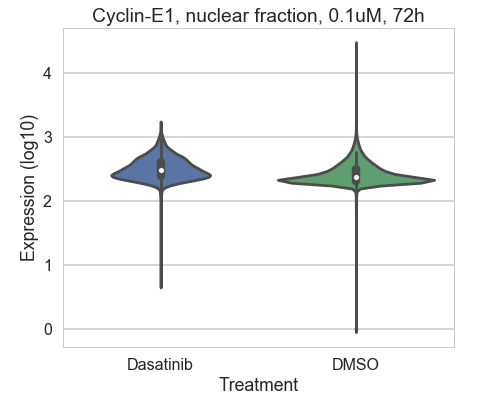 Cyclin-E1, nuclear fraction, 0.1uM, 72h
4
3
2
1
0
Expression (log10)
Dasatinib
DMSO
Treatment